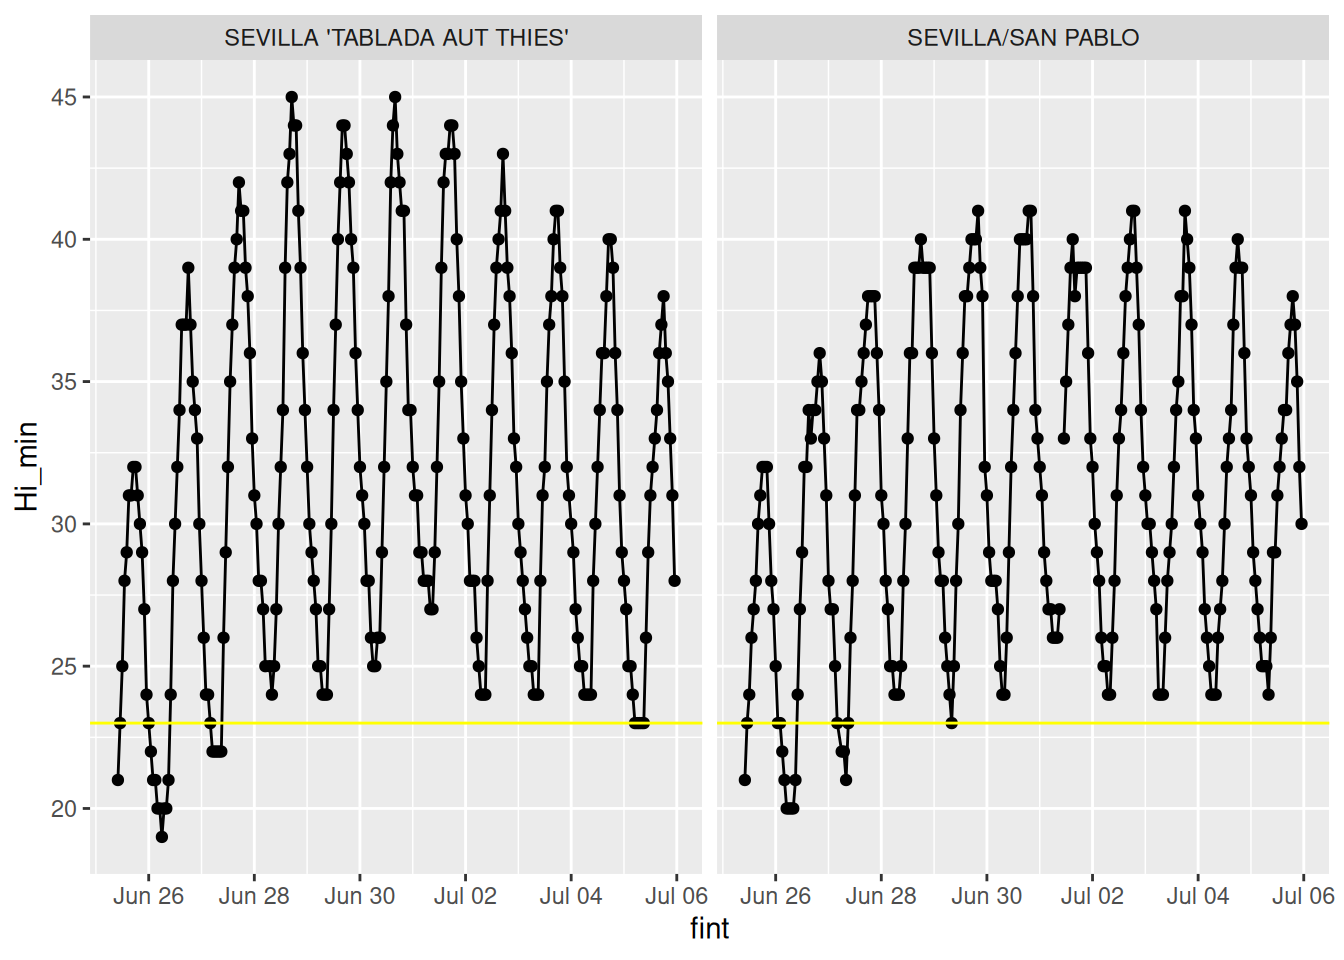 SEVILLA 'TABLADA AUT THIES'
SEVILLA/SAN PABLO
45
40
35
30
25
20
Hi_min
Jun 26 Jun 28 Jun 30 Jul 02 Jul 04 Jul 06
Jun 26 Jun 28 Jun 30 Jul 02 Jul 04 Jul 06
fint